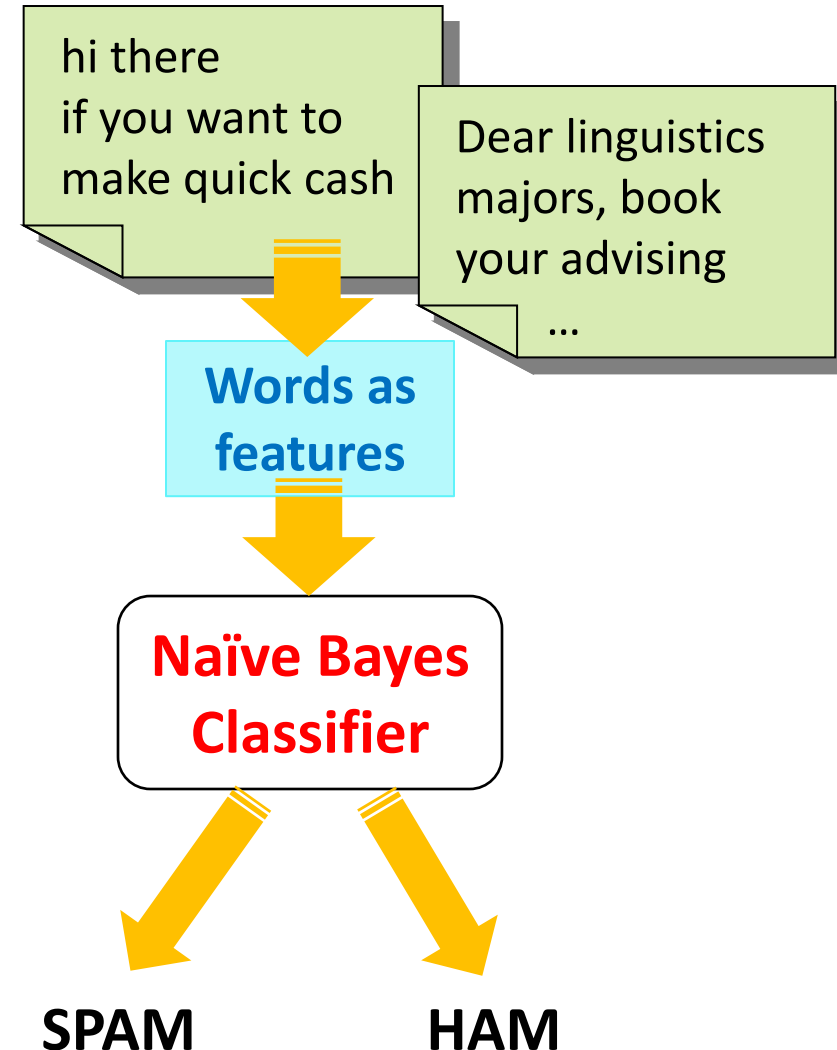 hi there
if you want to
make quick cash
Dear linguistics
majors, book
your advising
...
Words as
features
Naïve Bayes
Classifier
SPAM
HAM